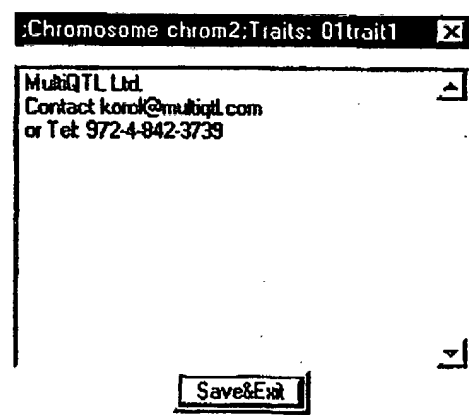 ;Chromosome chrom2;Traits: 01trait1
MultiQTL Ltd.
Contact korol@multiqtl.com
or Tel: 972-4-842-3739
Save&Exit